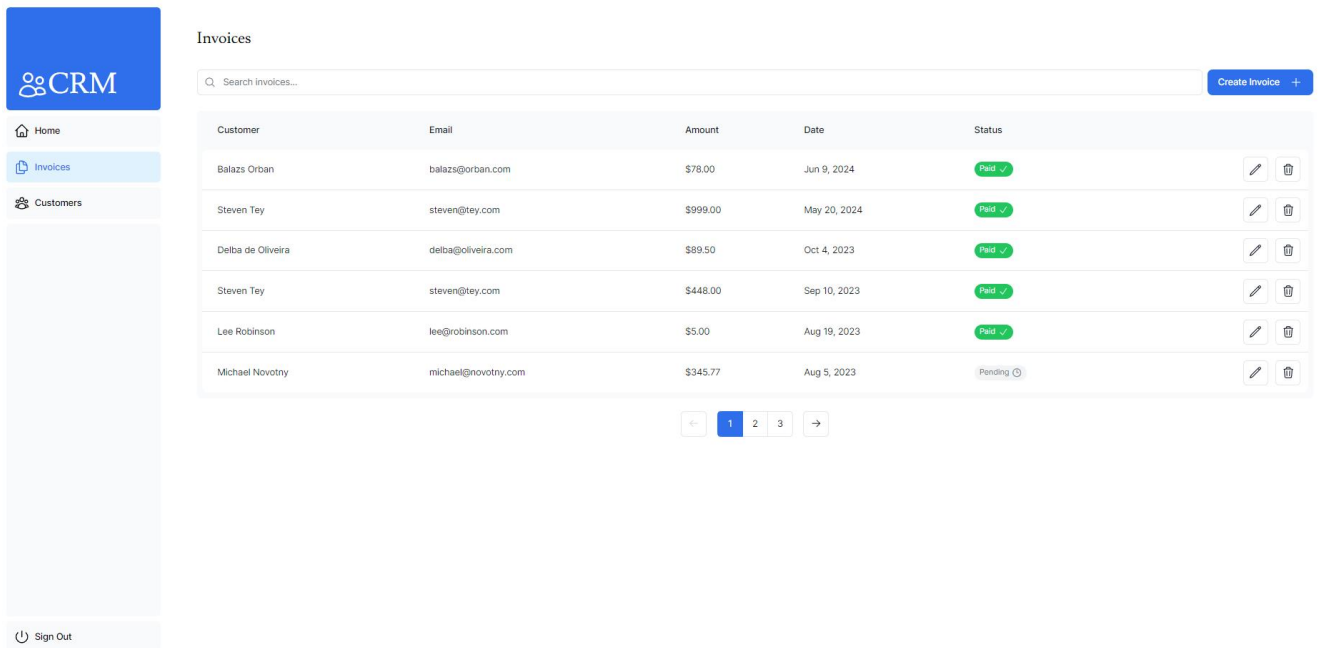 CRM
Home
Invoices
Customers
Sign Out
Invoices
Search invoices...
Create Invoice
Customer Email Amount Date Status
Balazs Orban balazs@orban.com $78.00 Jun 9, 2024 Paid
Steven Tey steven@tey.com $999.00 May 20, 2024 Paid
Delba de Oliveira delba@oliveira.com $89.50 Oct 4, 2023 Paid
Steven Tey steven@tey.com $448.00 Sep 10, 2023 Paid
Lee Robinson lee@robinson.com $5.00 Aug 19, 2023 Paid
Michael Novotny michael@novotny.com $345.77 Aug 5, 2023 Pending
1 2 3